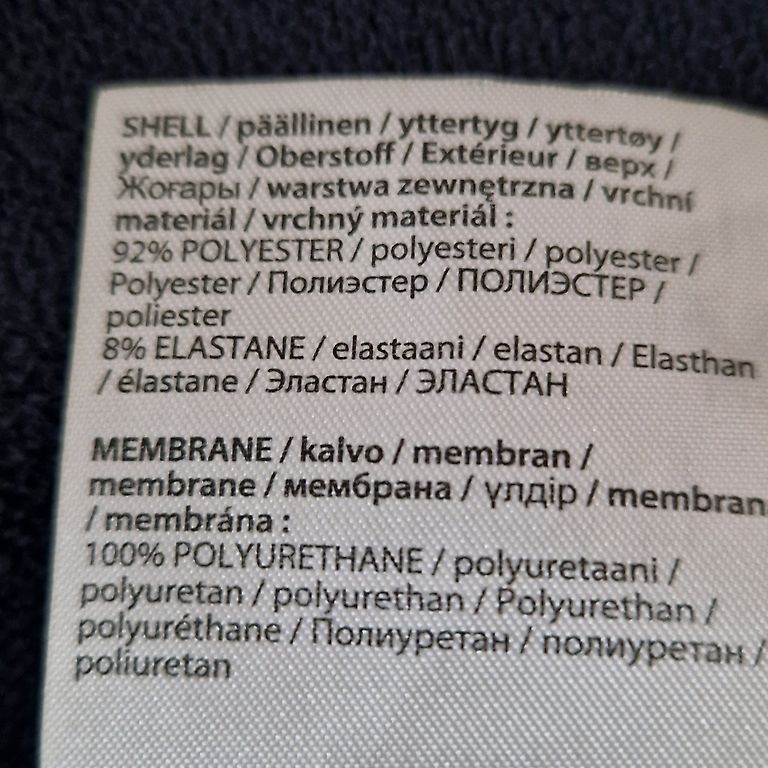 SHELL / päällinen / yttertyg / yttertøy /
yderlag / Oberstoff / Extérieur / верх /
Жоғары / warstwa zewnętrzna / vrchní
materiál / vrchný materiál :
92% POLYESTER / polyesteri / polyester /
Polyester / Полиэстер / ПОЛИЭСТЕР /
poliester
8% ELASTANE / elastaani / elastan / Elasthan
/ élastane / Эластан / ЭЛАСТАН
MEMBRANE / kalvo / membran /
membrane / мембрана / үлдір / membran
/ membrána :
100% POLYURETHANE / polyuretaani /
polyuretan / polyurethan / Polyurethan /
polyuréthane / Полиуретан / полиуретан /
poliuretan